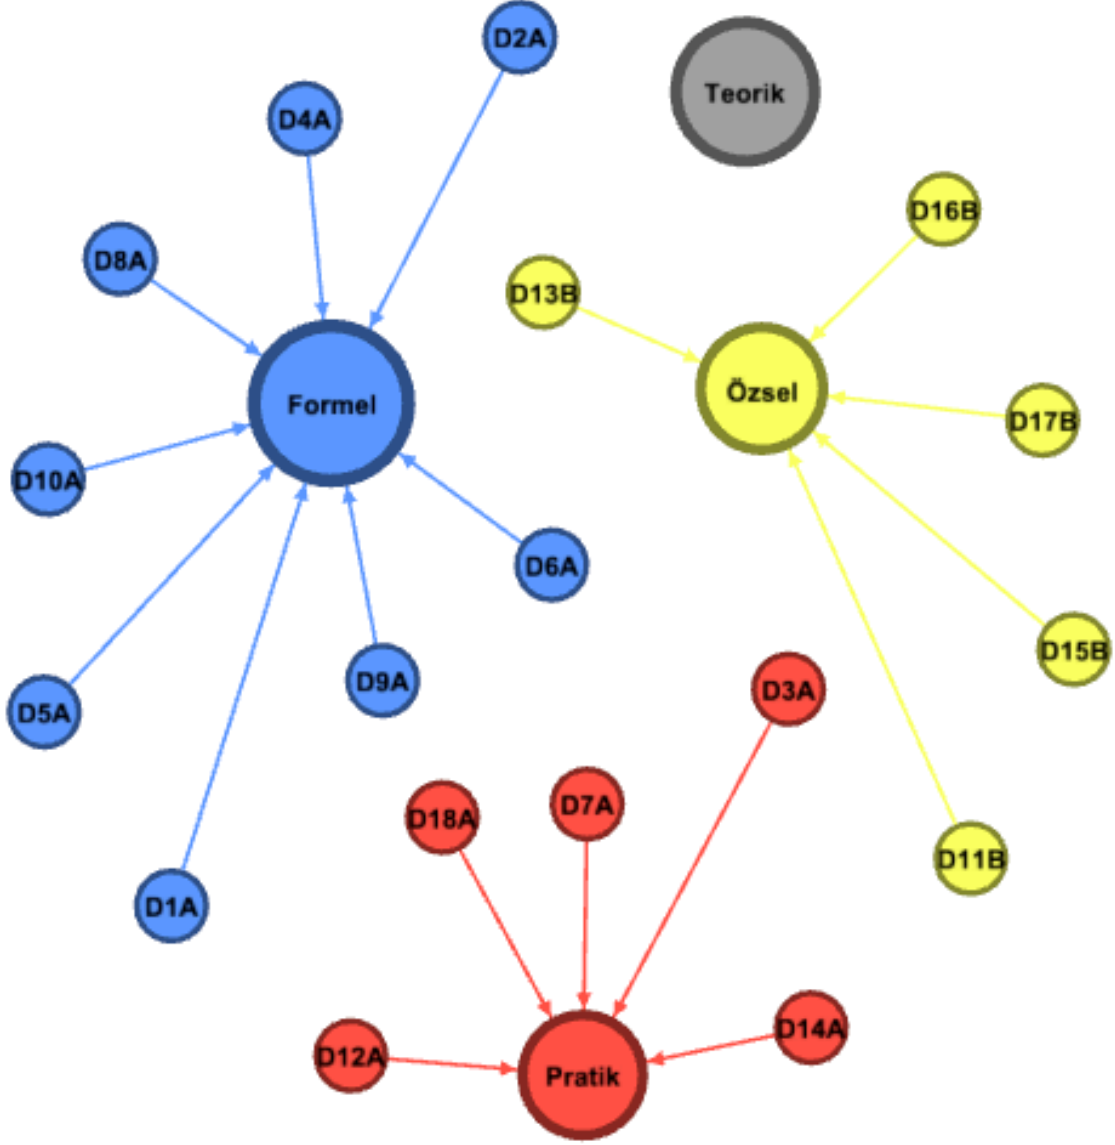 D2A
Teorik
D4A
D16B
D8A
D13B
Özsel
Formel
D17B
D10A
D6A
D15B
D9A
D3A
D5A
D7A
D18A
D11B
D1A
D14A
D12A
Pratik